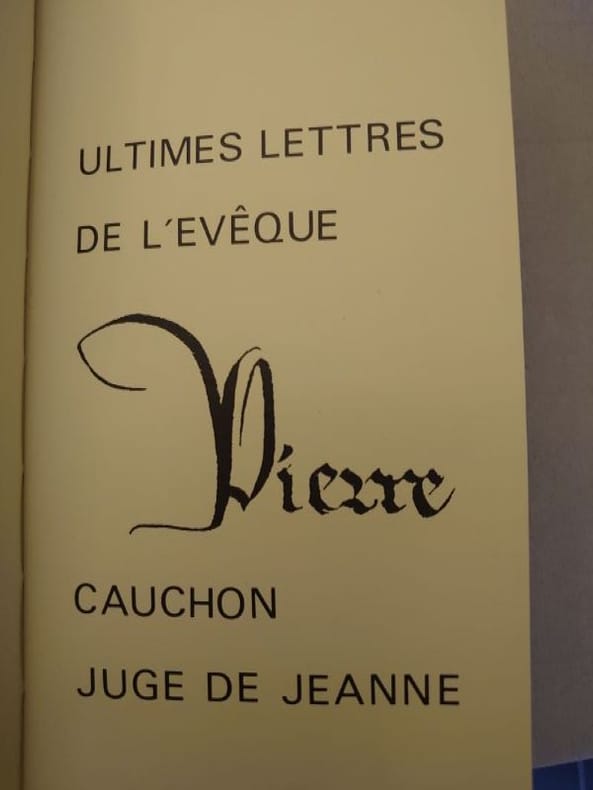 ULTIMES LETTRES
DE L´EVÊQUE
Pierre
CAUCHON
JUGE DE JEANNE